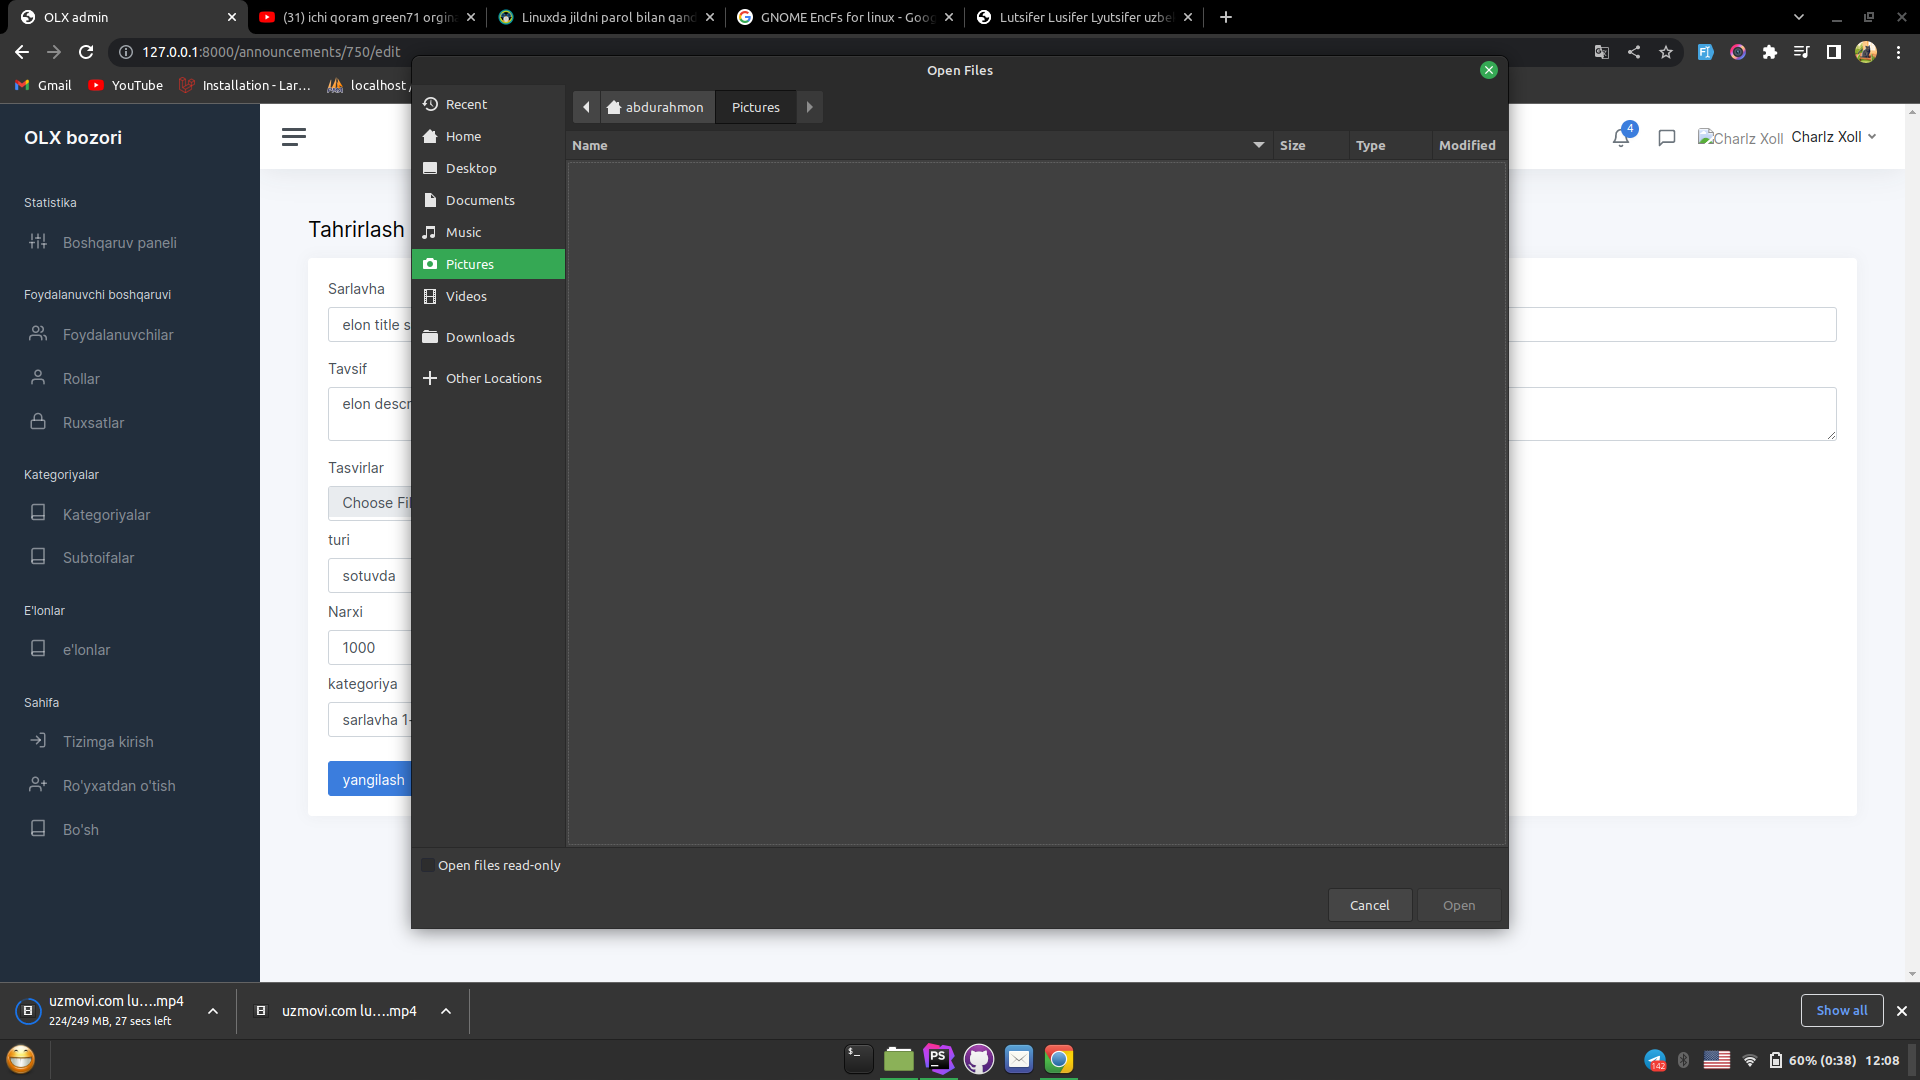 OLX admin
(31) ichi qoram green71 orgina
Linuxda jildni parol bilan qand
GNOME EncFs for linux - Goog
Lutsifer Lusifer Lyutsifer uzbe
127.0.0.1:8000/announcements/750/edit
Gmail
YouTube
Installation - Lar...
localhost /
Open Files
Recent
Home
Desktop
Documents
Music
Pictures
Videos
Downloads
Other Locations
abdurahmon
Pictures
Name
Size
Type
Modified
Open files read-only
Cancel
Open
OLX bozori
Statistika
Boshqaruv paneli
Foydalanuvchi boshqaruvi
Foydalanuvchilar
Rollar
Ruxsatlar
Kategoriyalar
Kategoriyalar
Subtoifalar
E'lonlar
e'lonlar
Sahifa
Tizimga kirish
Ro'yxatdan o'tish
Bo'sh
4
Charlz Xoll
Charlz Xoll
Tahrirlash
Sarlavha
elon title s
Tavsif
elon descr
Tasvirlar
Choose Fil
turi
sotuvda
Narxi
1000
kategoriya
sarlavha 1-
yangilash
uzmovi.com lu....mp4
224/249 MB, 27 secs left
uzmovi.com lu....mp4
Show all
PS
142
60% (0:38)
12:08